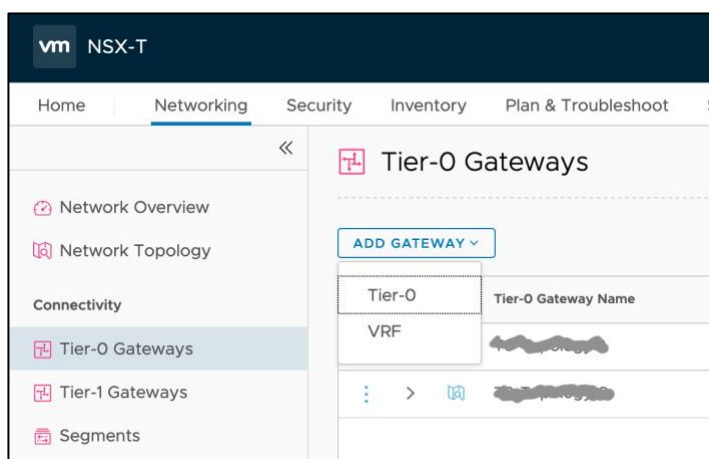 vm NSX-T
Home Networking Security Inventory Plan & Troubleshoot
Tier-0 Gateways
Network Overview
Network Topology
ADD GATEWAY
Connectivity
Tier-0 Tier-0 Gateway Name
VRF
Tier-0 Gateways
Tier-1 Gateways
Segments